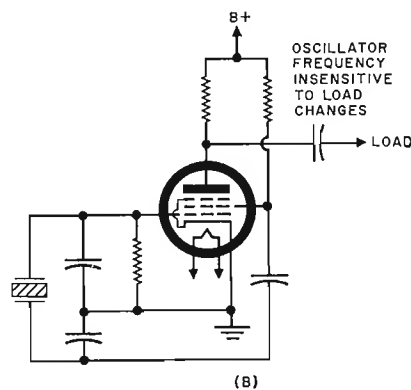 B+
OSCILLATOR
FREQUENCY
INSENSITIVE
TO LOAD
CHANGES
LOAD
(B)